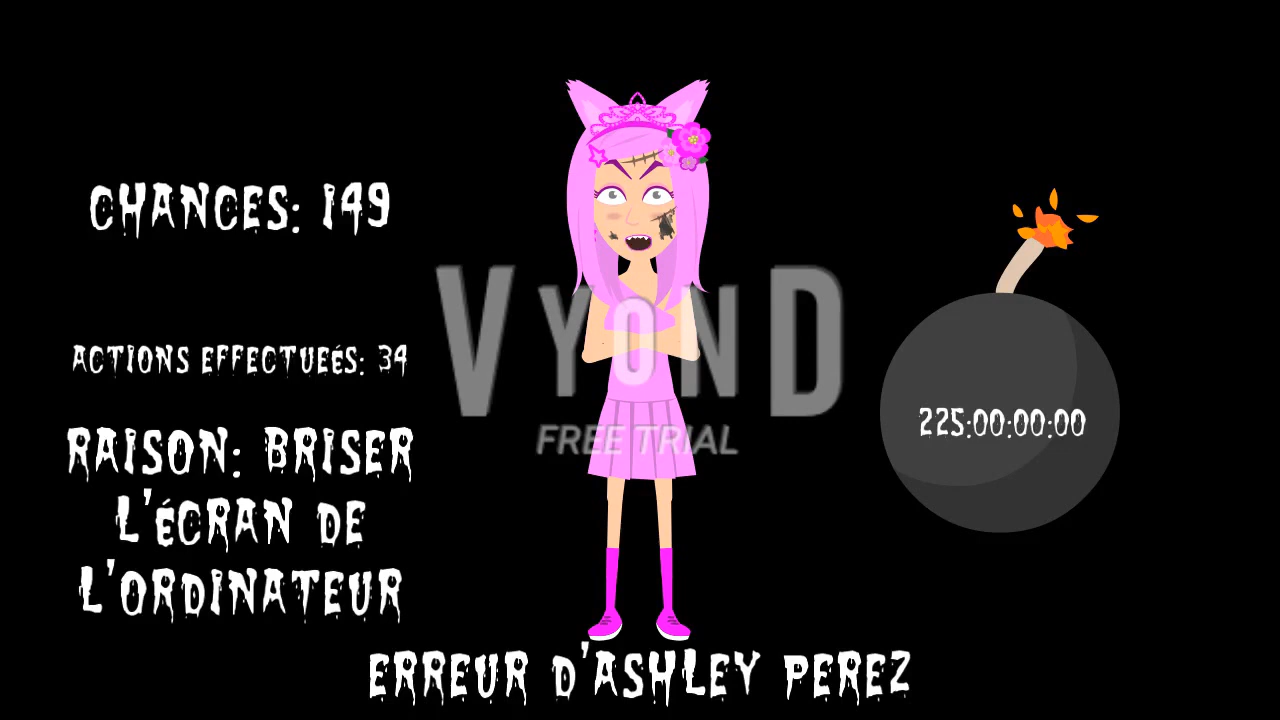 CHANCES: 149
ACTIONS EFFECTUEÉS: 34
RAISON: BRISER
L'ÉCRAN DE
L'ORDINATEUR
VYOND
FREE TRIAL
225:00:00:00
ERREUR D'ASHLEY PEREZ